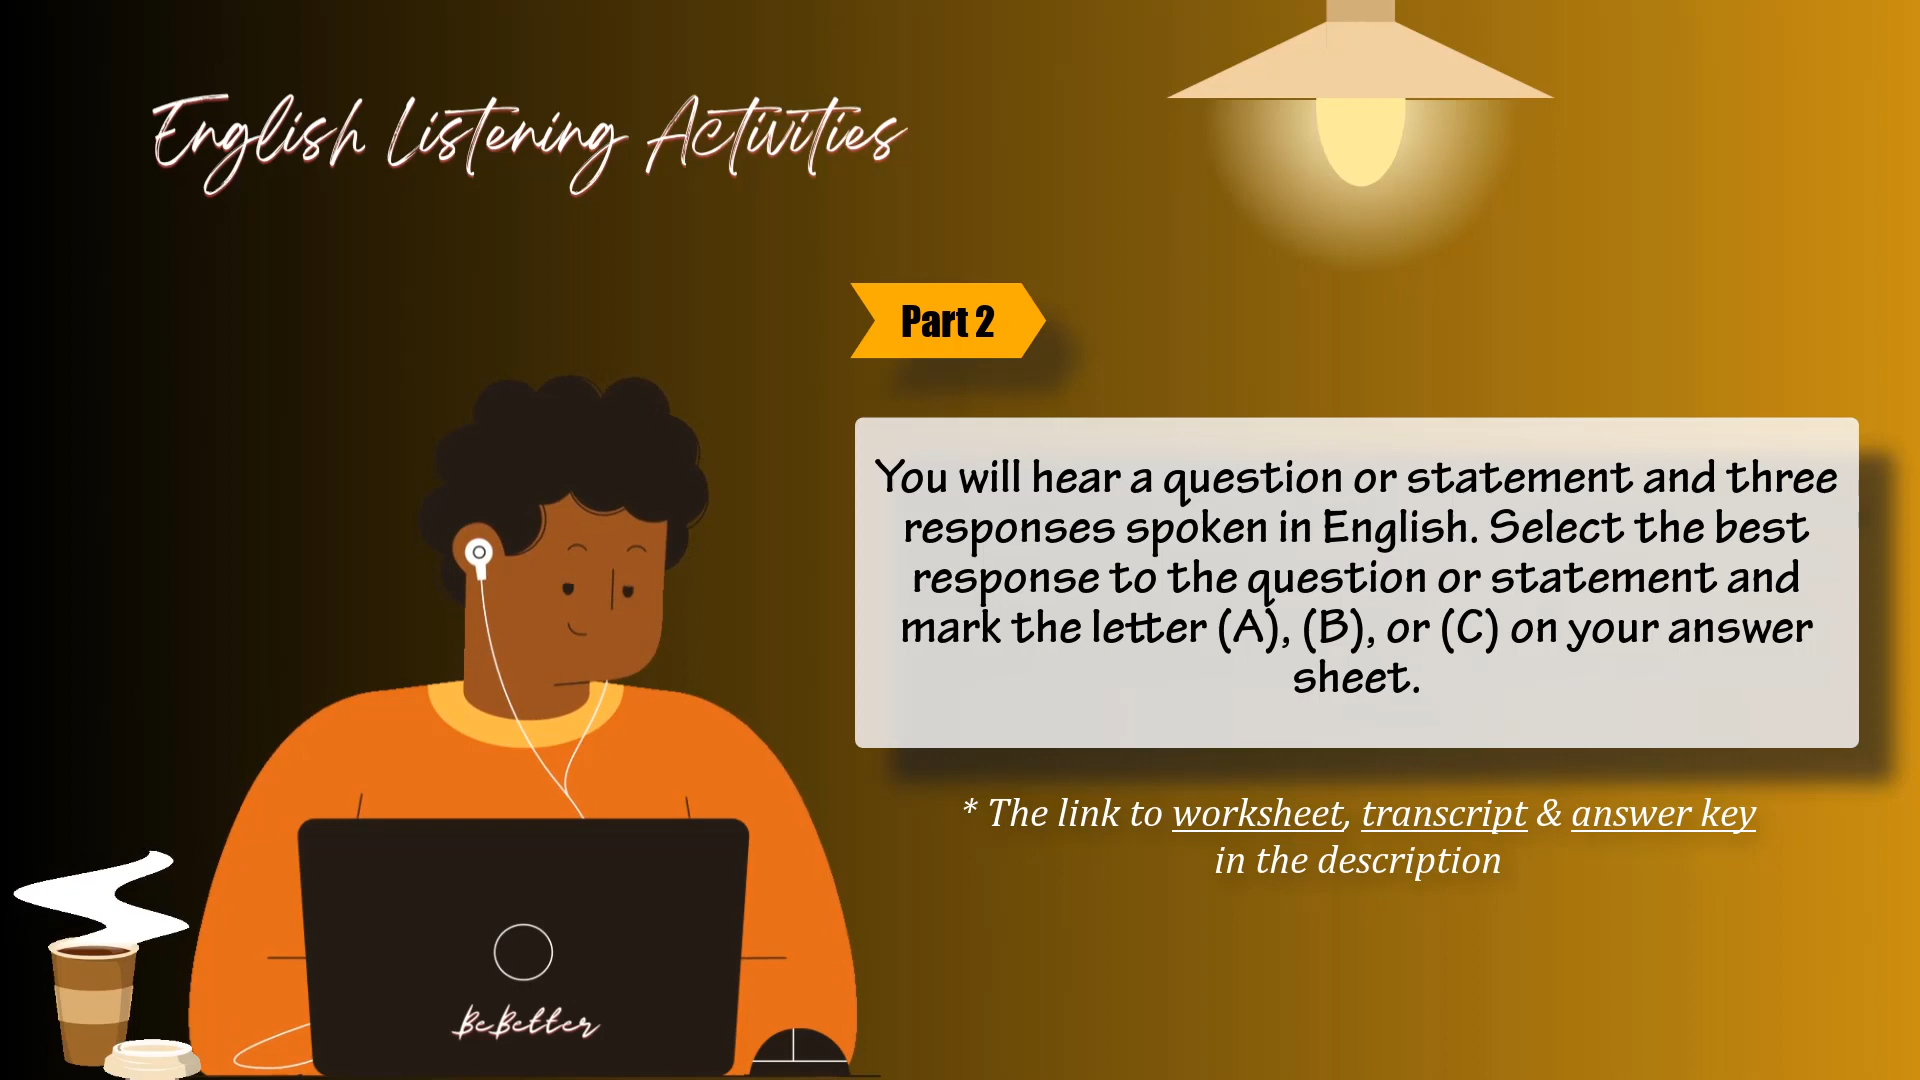 English Listening Activities
Part 2
You will hear a question or statement and three
responses spoken in English. Select the best
response to the question or statement and
mark the letter (A), (B), or (C) on your answer
sheet.
* The link to worksheet, transcript & answer key
in the description
BeBetter